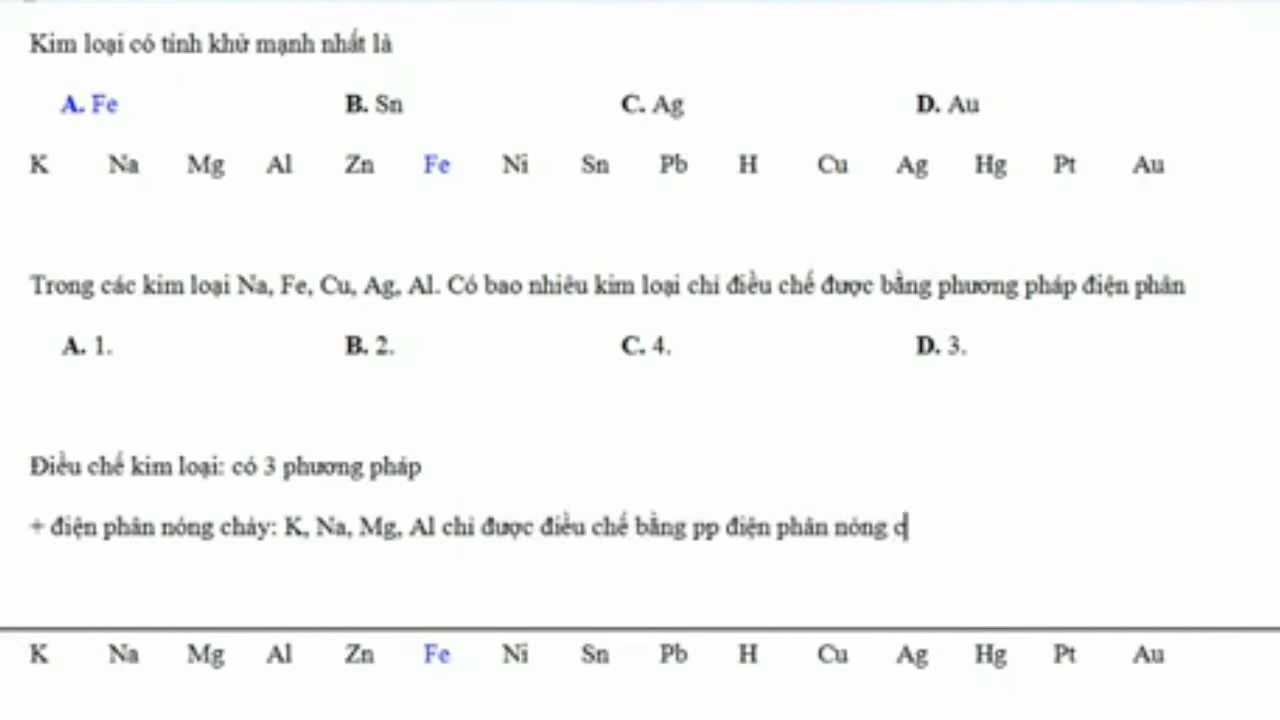 Kim loại có tính khử mạnh nhất là
A. Fe B. Sn C. Ag D. Au
K Na Mg Al Zn Fe Ni Sn Pb H Cu Ag Hg Pt Au
Trong các kim loại Na, Fe, Cu, Ag, Al. Có bao nhiêu kim loại chỉ điều chế được bằng phương pháp điện phân
A. 1. B. 2. C. 4. D. 3.
Điều chế kim loại: có 3 phương pháp
+ điện phân nóng chảy: K, Na, Mg, Al chỉ được điều chế bằng pp điện phân nóng c
K Na Mg Al Zn Fe Ni Sn Pb H Cu Ag Hg Pt Au